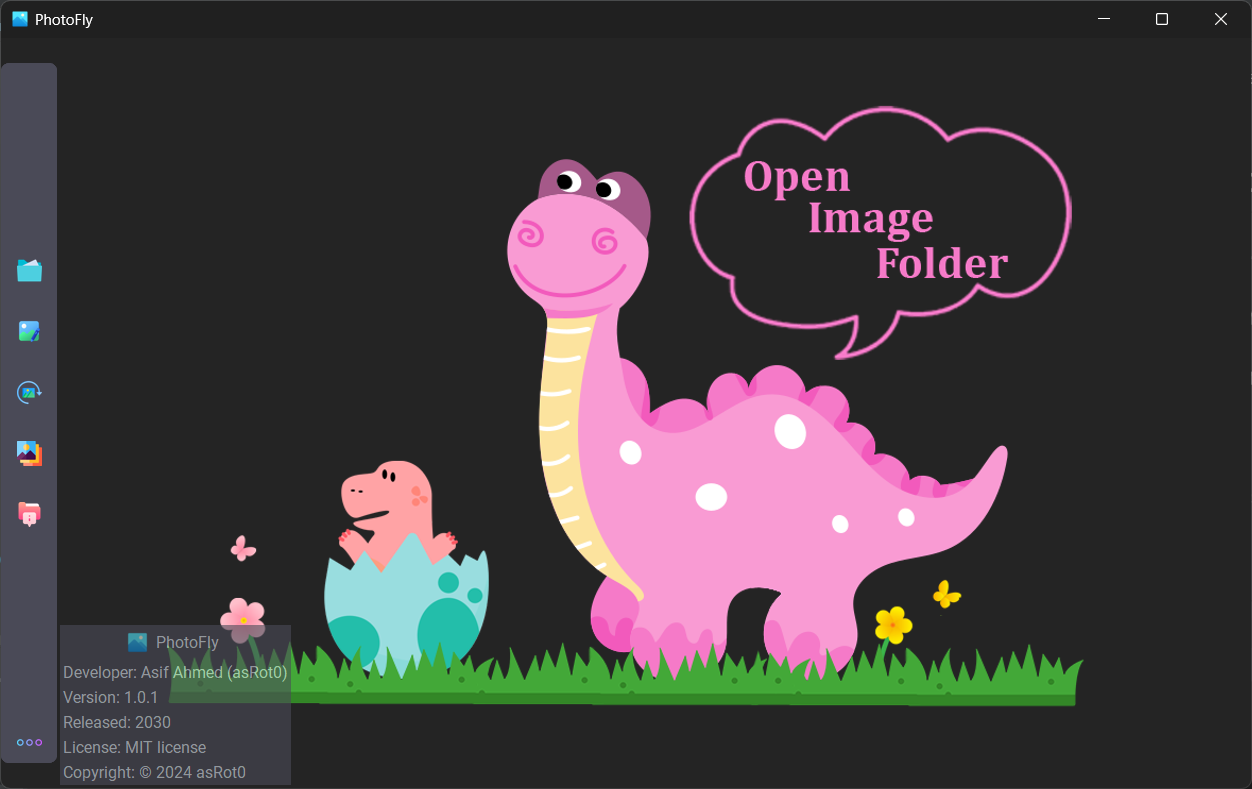 PhotoFly
Open
Image
Folder
PhotoFly
Developer: Asif Ahmed (asRot0)
Version: 1.0.1
Released: 2030
License: MIT license
Copyright: © 2024 asRot0